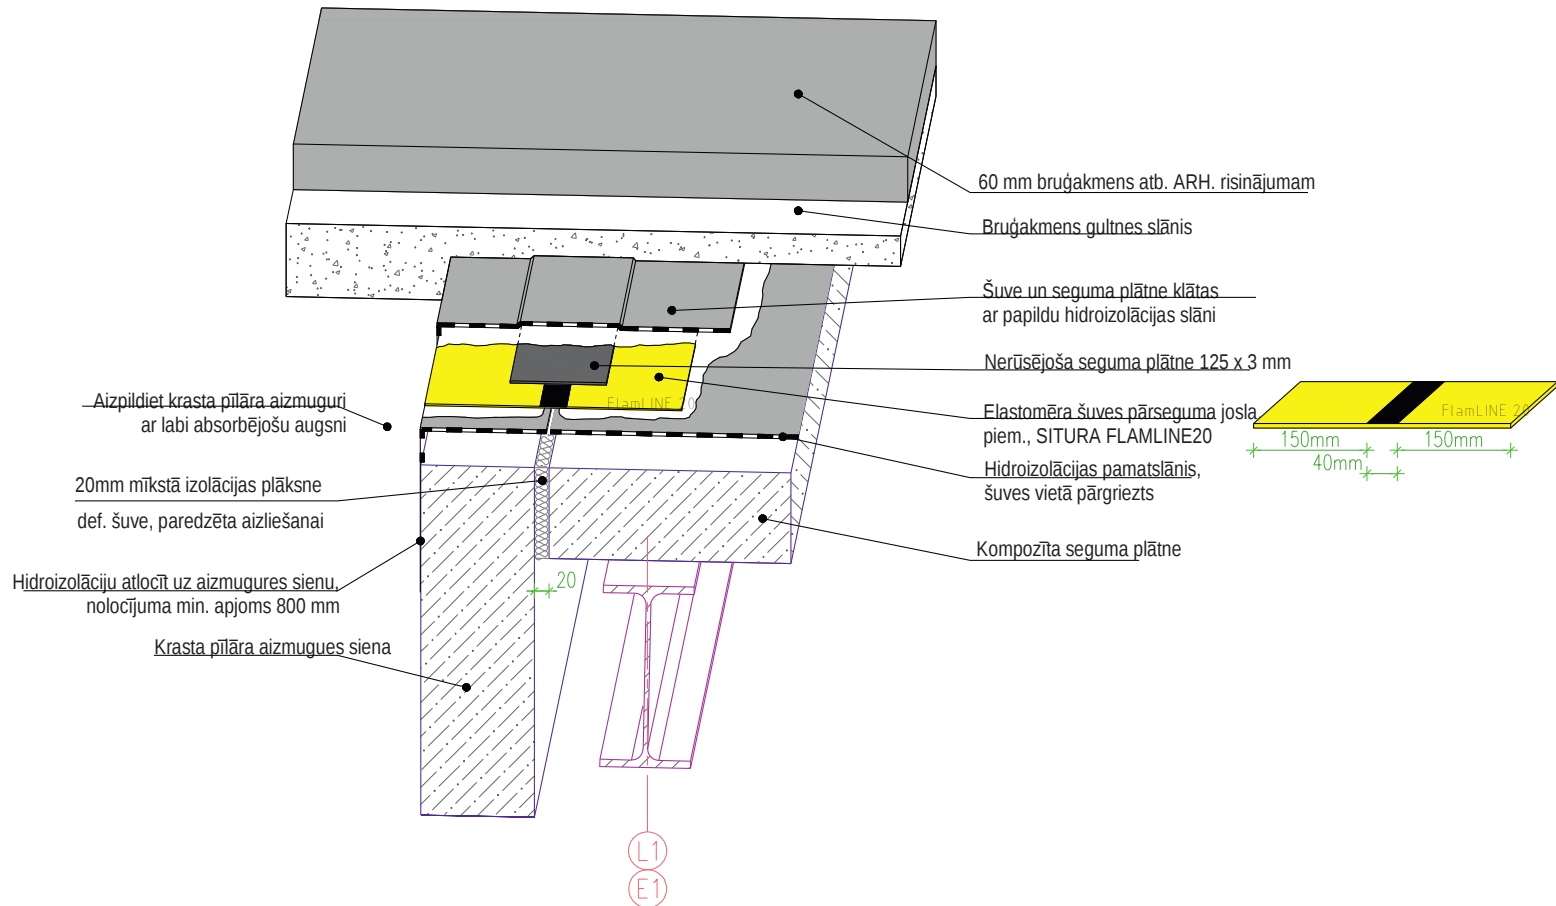 60 mm bruģakmens atb. ARH. risinājumam
Bruģakmens gultnes slānis
Šuve un seguma plātne klātas
ar papildu hidroizolācijas slāni
Nerūsējoša seguma plātne 125 x 3 mm
Elastomēra šuves pārseguma josla
piem., SITURA FLAMLINE20
Hidroizolācijas pamatslānis,
šuves vietā pārgriezts
Kompozīta seguma plātne
Aizpildiet krasta pīlāra aizmuguri
ar labi absorbējošu augsni
20mm mīkstā izolācijas plāksne
def. šuve, paredzēta aizliešanai
Hidroizolāciju atlocīt uz aizmugures sienu,
nolocījuma min. apjoms 800 mm
Krasta pīlāra aizmugues siena
FlamLINE 20
20
L1
E1
FlamLINE 20
150mm
150mm
40mm